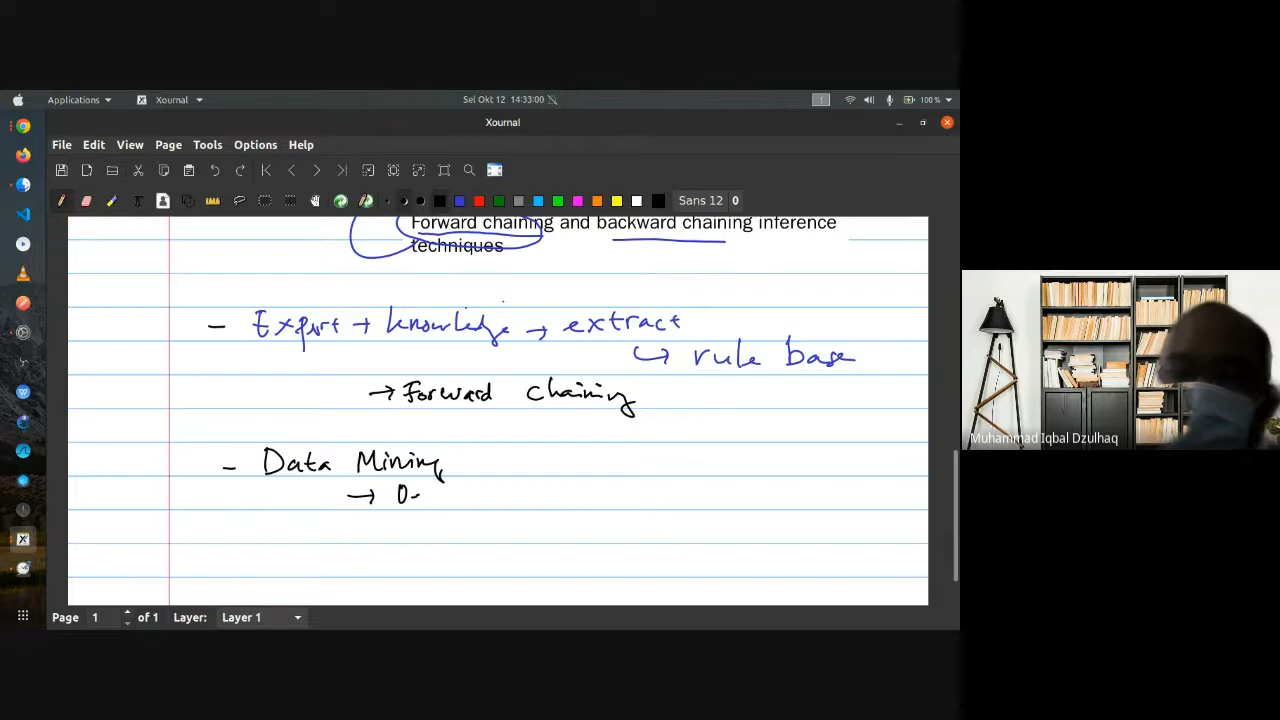 Applications Xournal Sel Okt 12 14:33:00 1 100 %
Xournal
File Edit View Page Tools Options Help
Sans 12 0
Forward chaining and backward chaining inference
techniques
- Expert → knowledge → extract
↳ rule base
→ Forward chaining
- Data Mining
→ 0-
Muhammad Iqbal Dzulhaq
Page 1 of 1 Layer: Layer 1